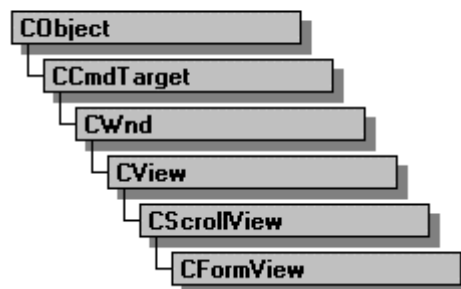 CObject
CCmdTarget
CWnd
CView
CScrollView
CFormView